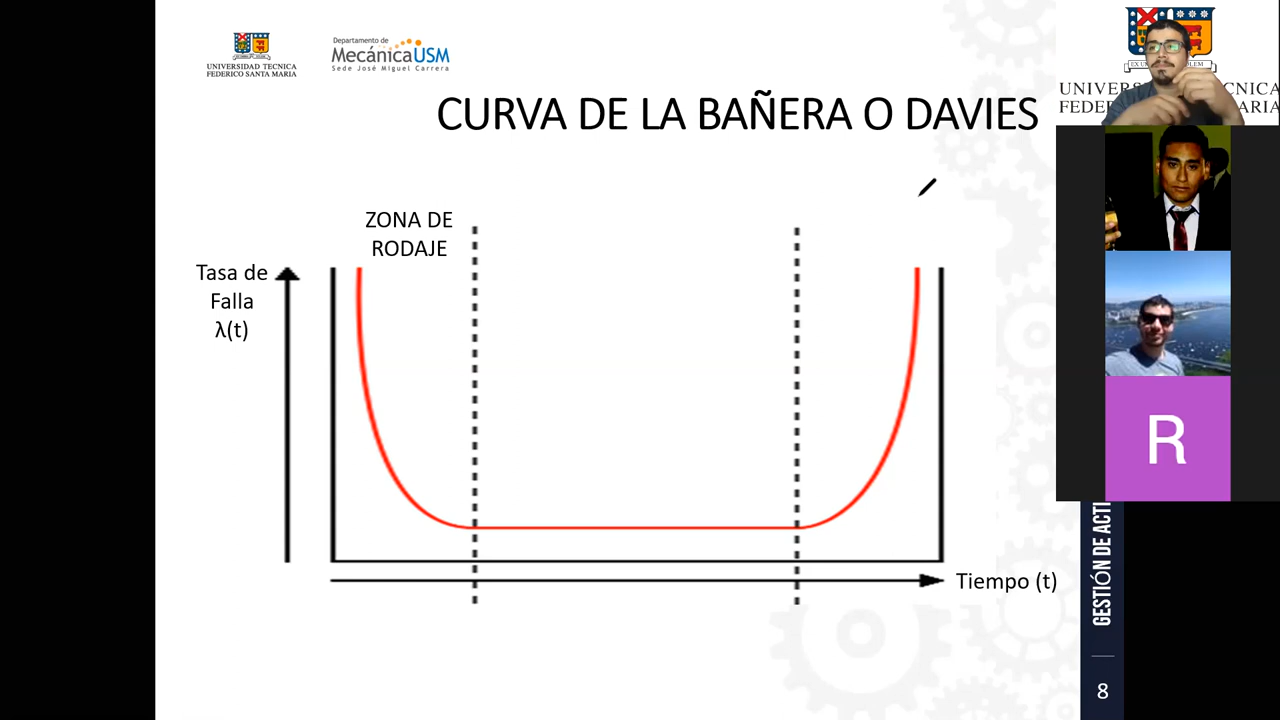 UNIVERSIDAD TECNICA
FEDERICO SANTA MARIA
Departamento de
MecánicaUSM
Sede José Miguel Carrera
CURVA DE LA BAÑERA O DAVIES
ZONA DE
RODAJE
Tasa de
Falla
λ(t)
Tiempo (t)
GESTIÓN DE ACTI
8
R